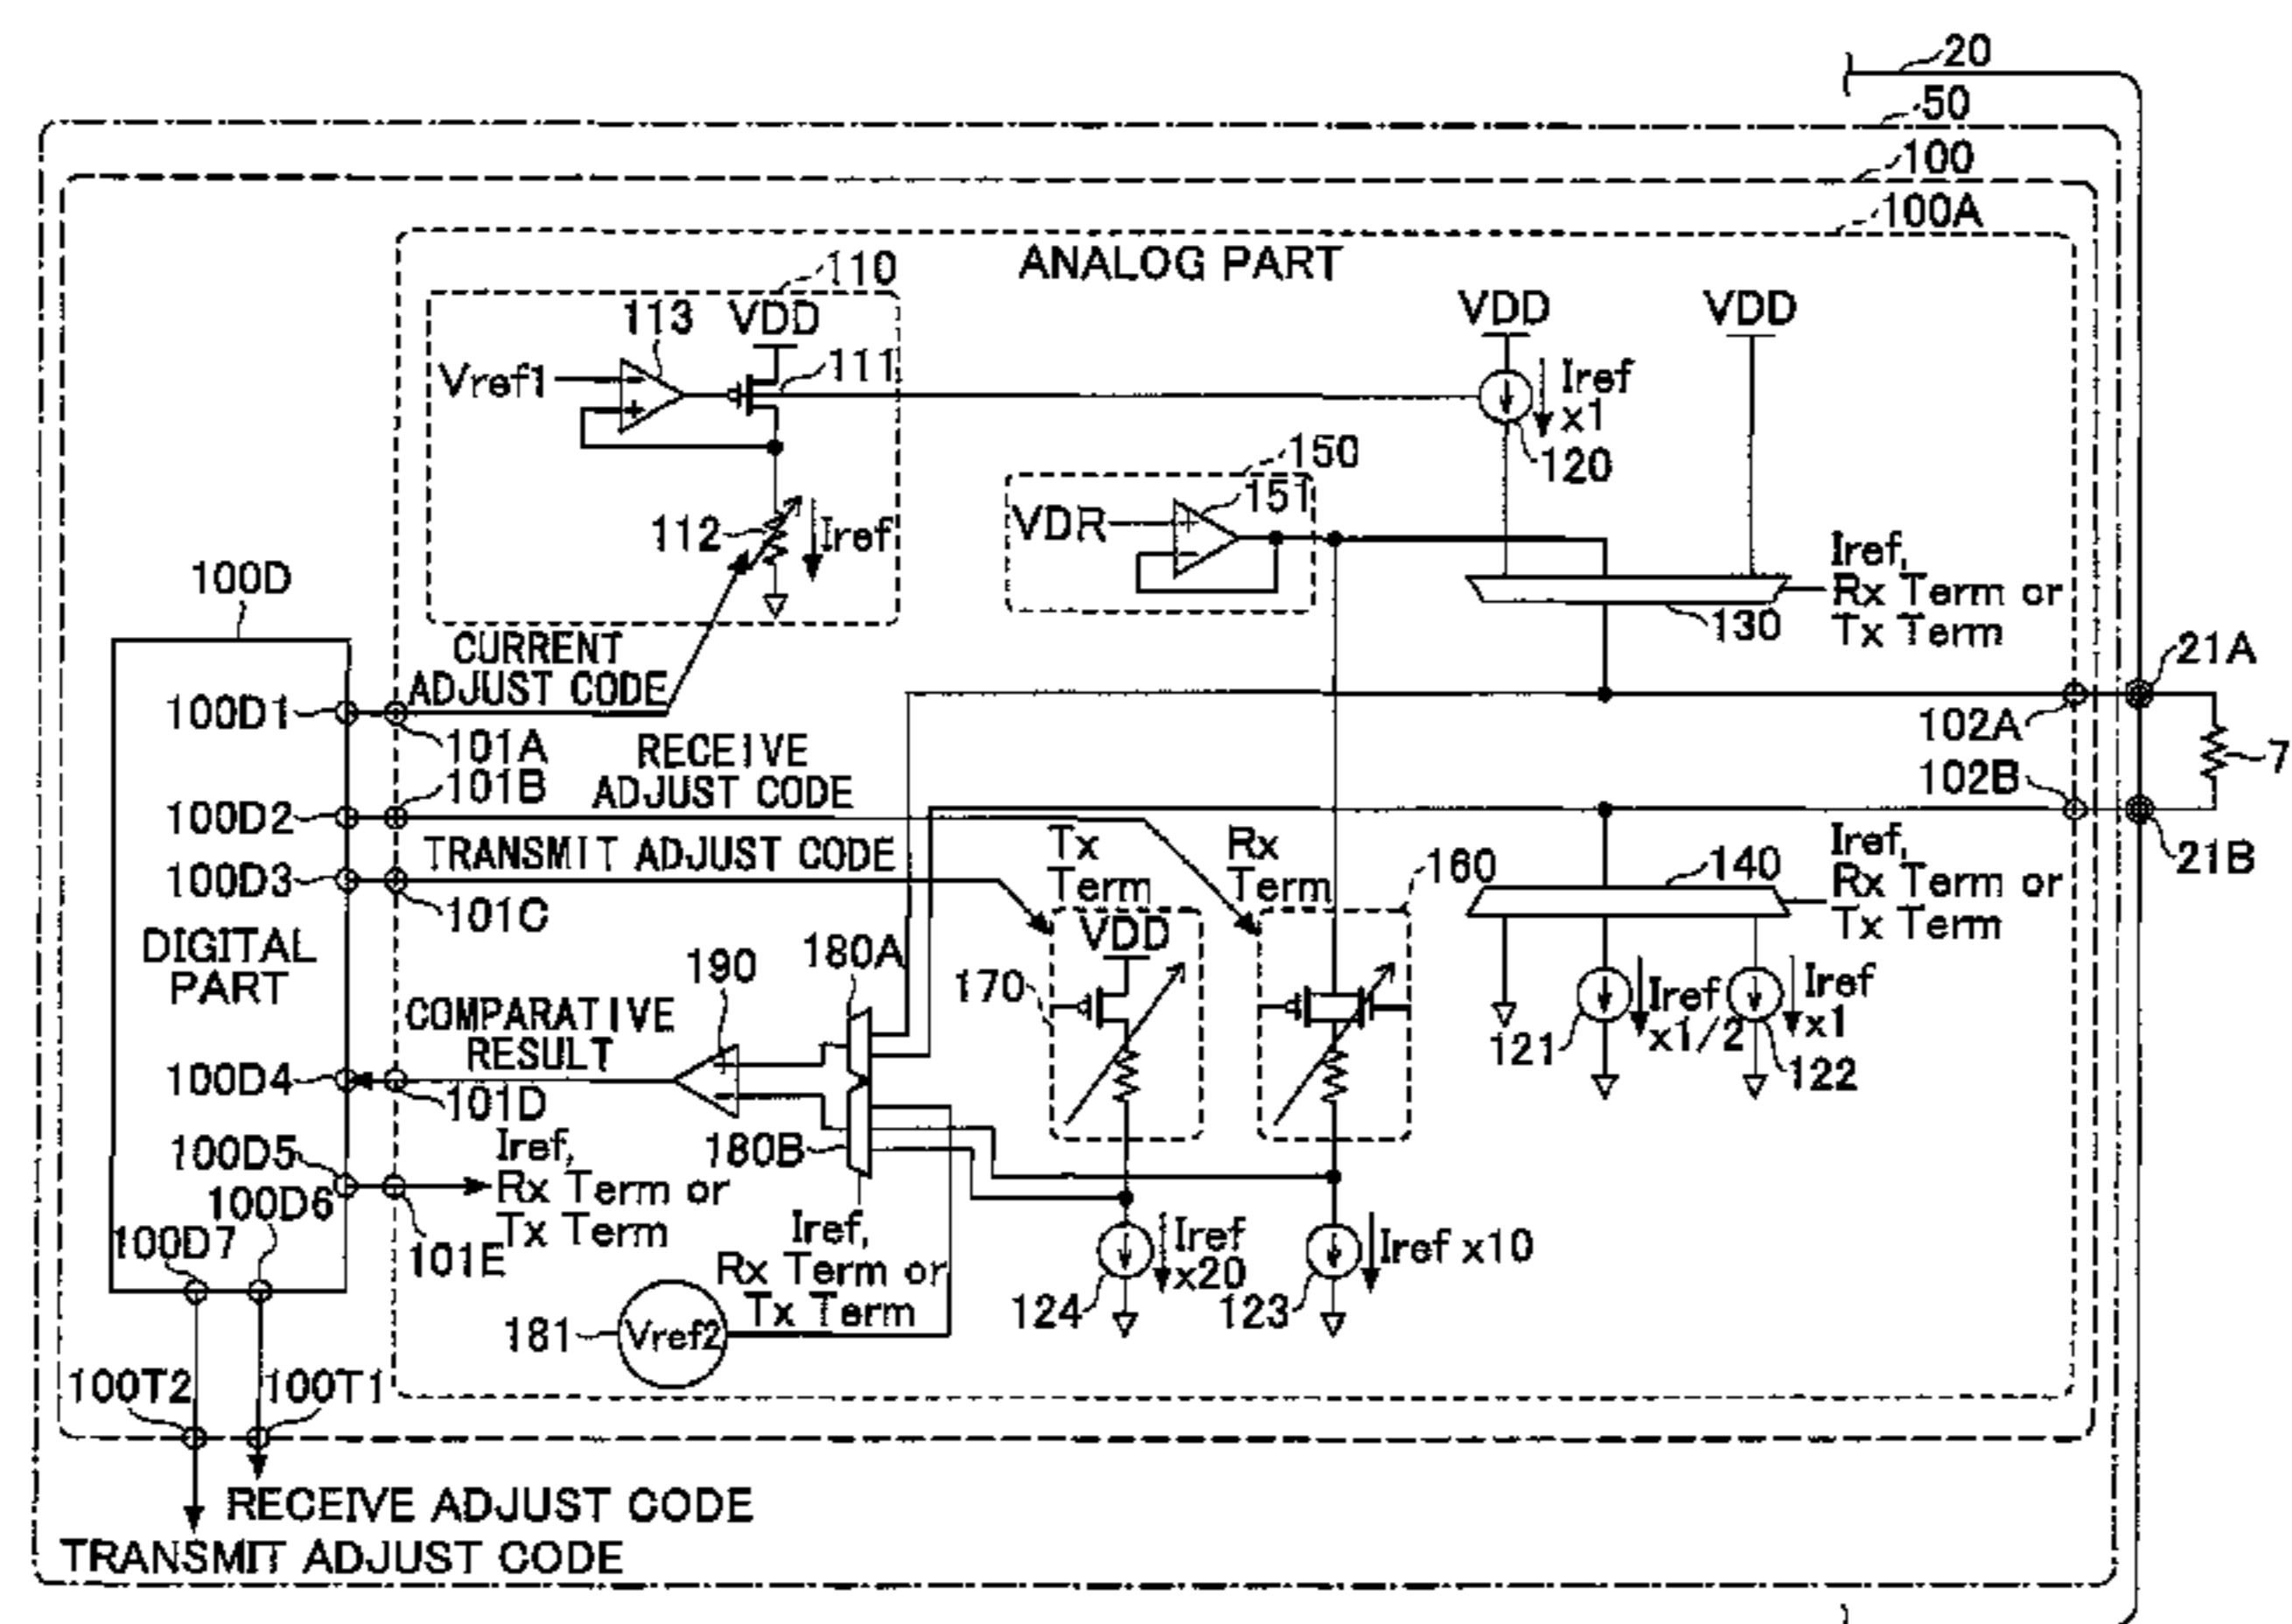 20
50
100
100A
ANALOG PART
110
113
VDD
VDD
VDD
111
Vref1
Iref
x1
120
150
151
VDR
112
Iref
Iref,
Rx Term or
Tx Term
130
100D
CURRENT
ADJUST CODE
21A
100D1
101A
102A
RECEIVE
ADJUST CODE
7
101B
102B
100D2
TRANSMIT ADJUST CODE
Tx
Term
Rx
Term
160
140
Iref,
Rx Term or
Tx Term
21B
100D3
101C
VDD
DIGITAL
PART
190
180A
170
COMPARATIVE
RESULT
Iref
x1/2
Iref
x1
121
122
100D4
101D
+
−
180B
100D5
Iref,
Rx Term or
Tx Term
100D6
100D7
101E
Iref,
Rx Term or
Tx Term
Iref
x20
Iref x10
124
123
181
Vref2
100T2
100T1
RECEIVE ADJUST CODE
TRANSMIT ADJUST CODE